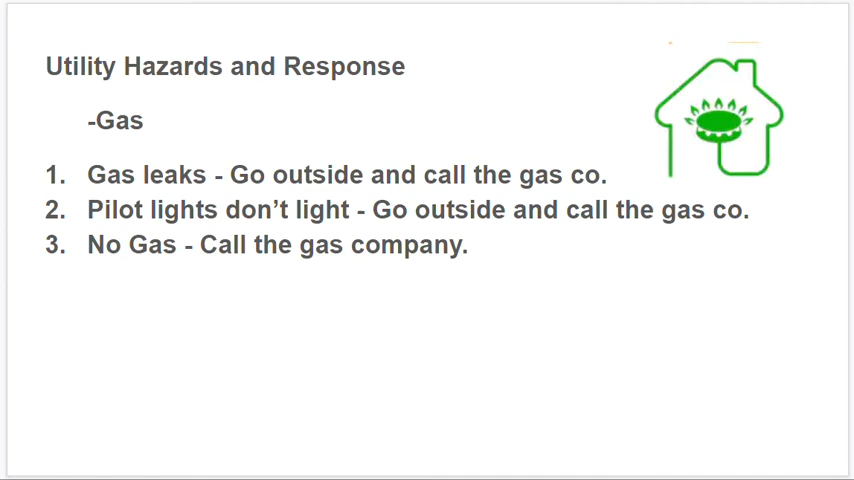 Utility Hazards and Response
-Gas
1. Gas leaks - Go outside and call the gas co.
2. Pilot lights don’t light - Go outside and call the gas co.
3. No Gas - Call the gas company.